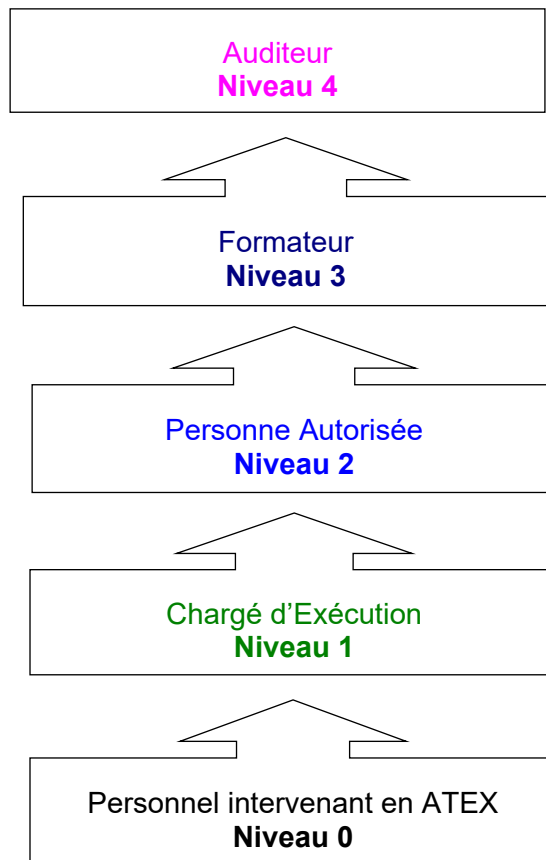 Auditeur
Niveau 4
Formateur
Niveau 3
Personne Autorisée
Niveau 2
Chargé d’Exécution
Niveau 1
Personnel intervenant en ATEX
Niveau 0